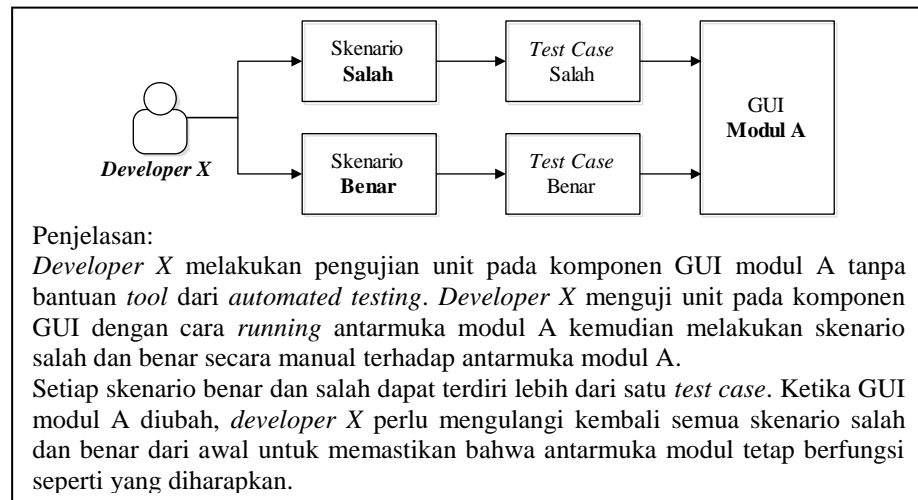 Skenario
Salah
Test Case
Salah
GUI
Modul A
Developer X
Skenario
Benar
Test Case
Benar
Penjelasan:
Developer X melakukan pengujian unit pada komponen GUI modul A tanpa
bantuan tool dari automated testing. Developer X menguji unit pada komponen
GUI dengan cara running antarmuka modul A kemudian melakukan skenario
salah dan benar secara manual terhadap antarmuka modul A.
Setiap skenario benar dan salah dapat terdiri lebih dari satu test case. Ketika GUI
modul A diubah, developer X perlu mengulangi kembali semua skenario salah
dan benar dari awal untuk memastikan bahwa antarmuka modul tetap berfungsi
seperti yang diharapkan.